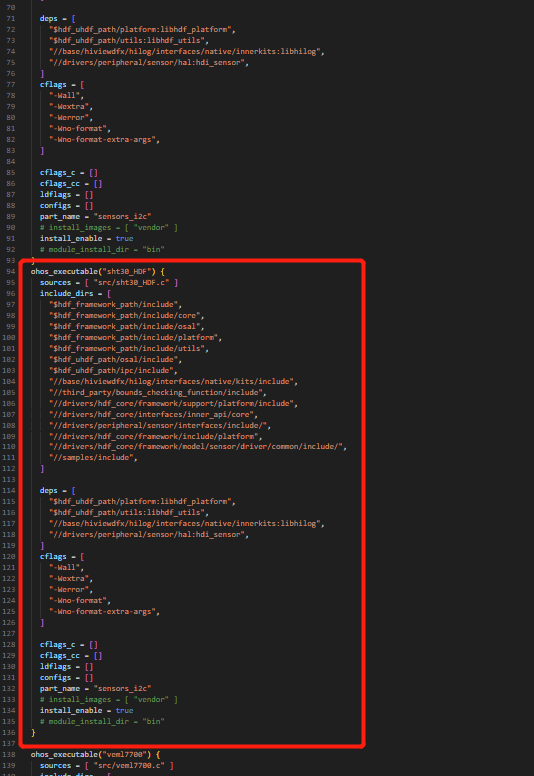 70
71 deps = [
72 "$hdf_uhdf_path/platform:libhdf_platform",
73 "$hdf_uhdf_path/utils:libhdf_utils",
74 "//base/hiviewdfx/hilog/interfaces/native/innerkits:libhilog",
75 "//drivers/peripheral/sensor/hal:hdi_sensor",
76 ]
77 cflags = [
78 "-Wall",
79 "-Wextra",
80 "-Werror",
81 "-Wno-format",
82 "-Wno-format-extra-args",
83 ]
84
85 cflags_c = []
86 cflags_cc = []
87 ldflags = []
88 configs = []
89 part_name = "sensors_i2c"
90 # install_images = [ "vendor" ]
91 install_enable = true
92 # module_install_dir = "bin"
93 }
94 ohos_executable("sht30_HDF") {
95 sources = [ "src/sht30_HDF.c" ]
96 include_dirs = [
97 "$hdf_framework_path/include",
98 "$hdf_framework_path/include/core",
99 "$hdf_framework_path/include/osal",
100 "$hdf_framework_path/include/platform",
101 "$hdf_framework_path/include/utils",
102 "$hdf_uhdf_path/osal/include",
103 "$hdf_uhdf_path/ipc/include",
104 "//base/hiviewdfx/hilog/interfaces/native/kits/include",
105 "//third_party/bounds_checking_function/include",
106 "//drivers/hdf_core/framework/support/platform/include",
107 "//drivers/hdf_core/interfaces/inner_api/core",
108 "//drivers/peripheral/sensor/interfaces/include/",
109 "//drivers/hdf_core/framework/include/platform",
110 "//drivers/hdf_core/framework/model/sensor/driver/common/include/",
111 "//samples/include",
112 ]
113
114 deps = [
115 "$hdf_uhdf_path/platform:libhdf_platform",
116 "$hdf_uhdf_path/utils:libhdf_utils",
117 "//base/hiviewdfx/hilog/interfaces/native/innerkits:libhilog",
118 "//drivers/peripheral/sensor/hal:hdi_sensor",
119 ]
120 cflags = [
121 "-Wall",
122 "-Wextra",
123 "-Werror",
124 "-Wno-format",
125 "-Wno-format-extra-args",
126 ]
127
128 cflags_c = []
129 cflags_cc = []
130 ldflags = []
131 configs = []
132 part_name = "sensors_i2c"
133 # install_images = [ "vendor" ]
134 install_enable = true
135 # module_install_dir = "bin"
136 }
137
138 ohos_executable("veml7700") {
139 sources = [ "src/veml7700.c" ]